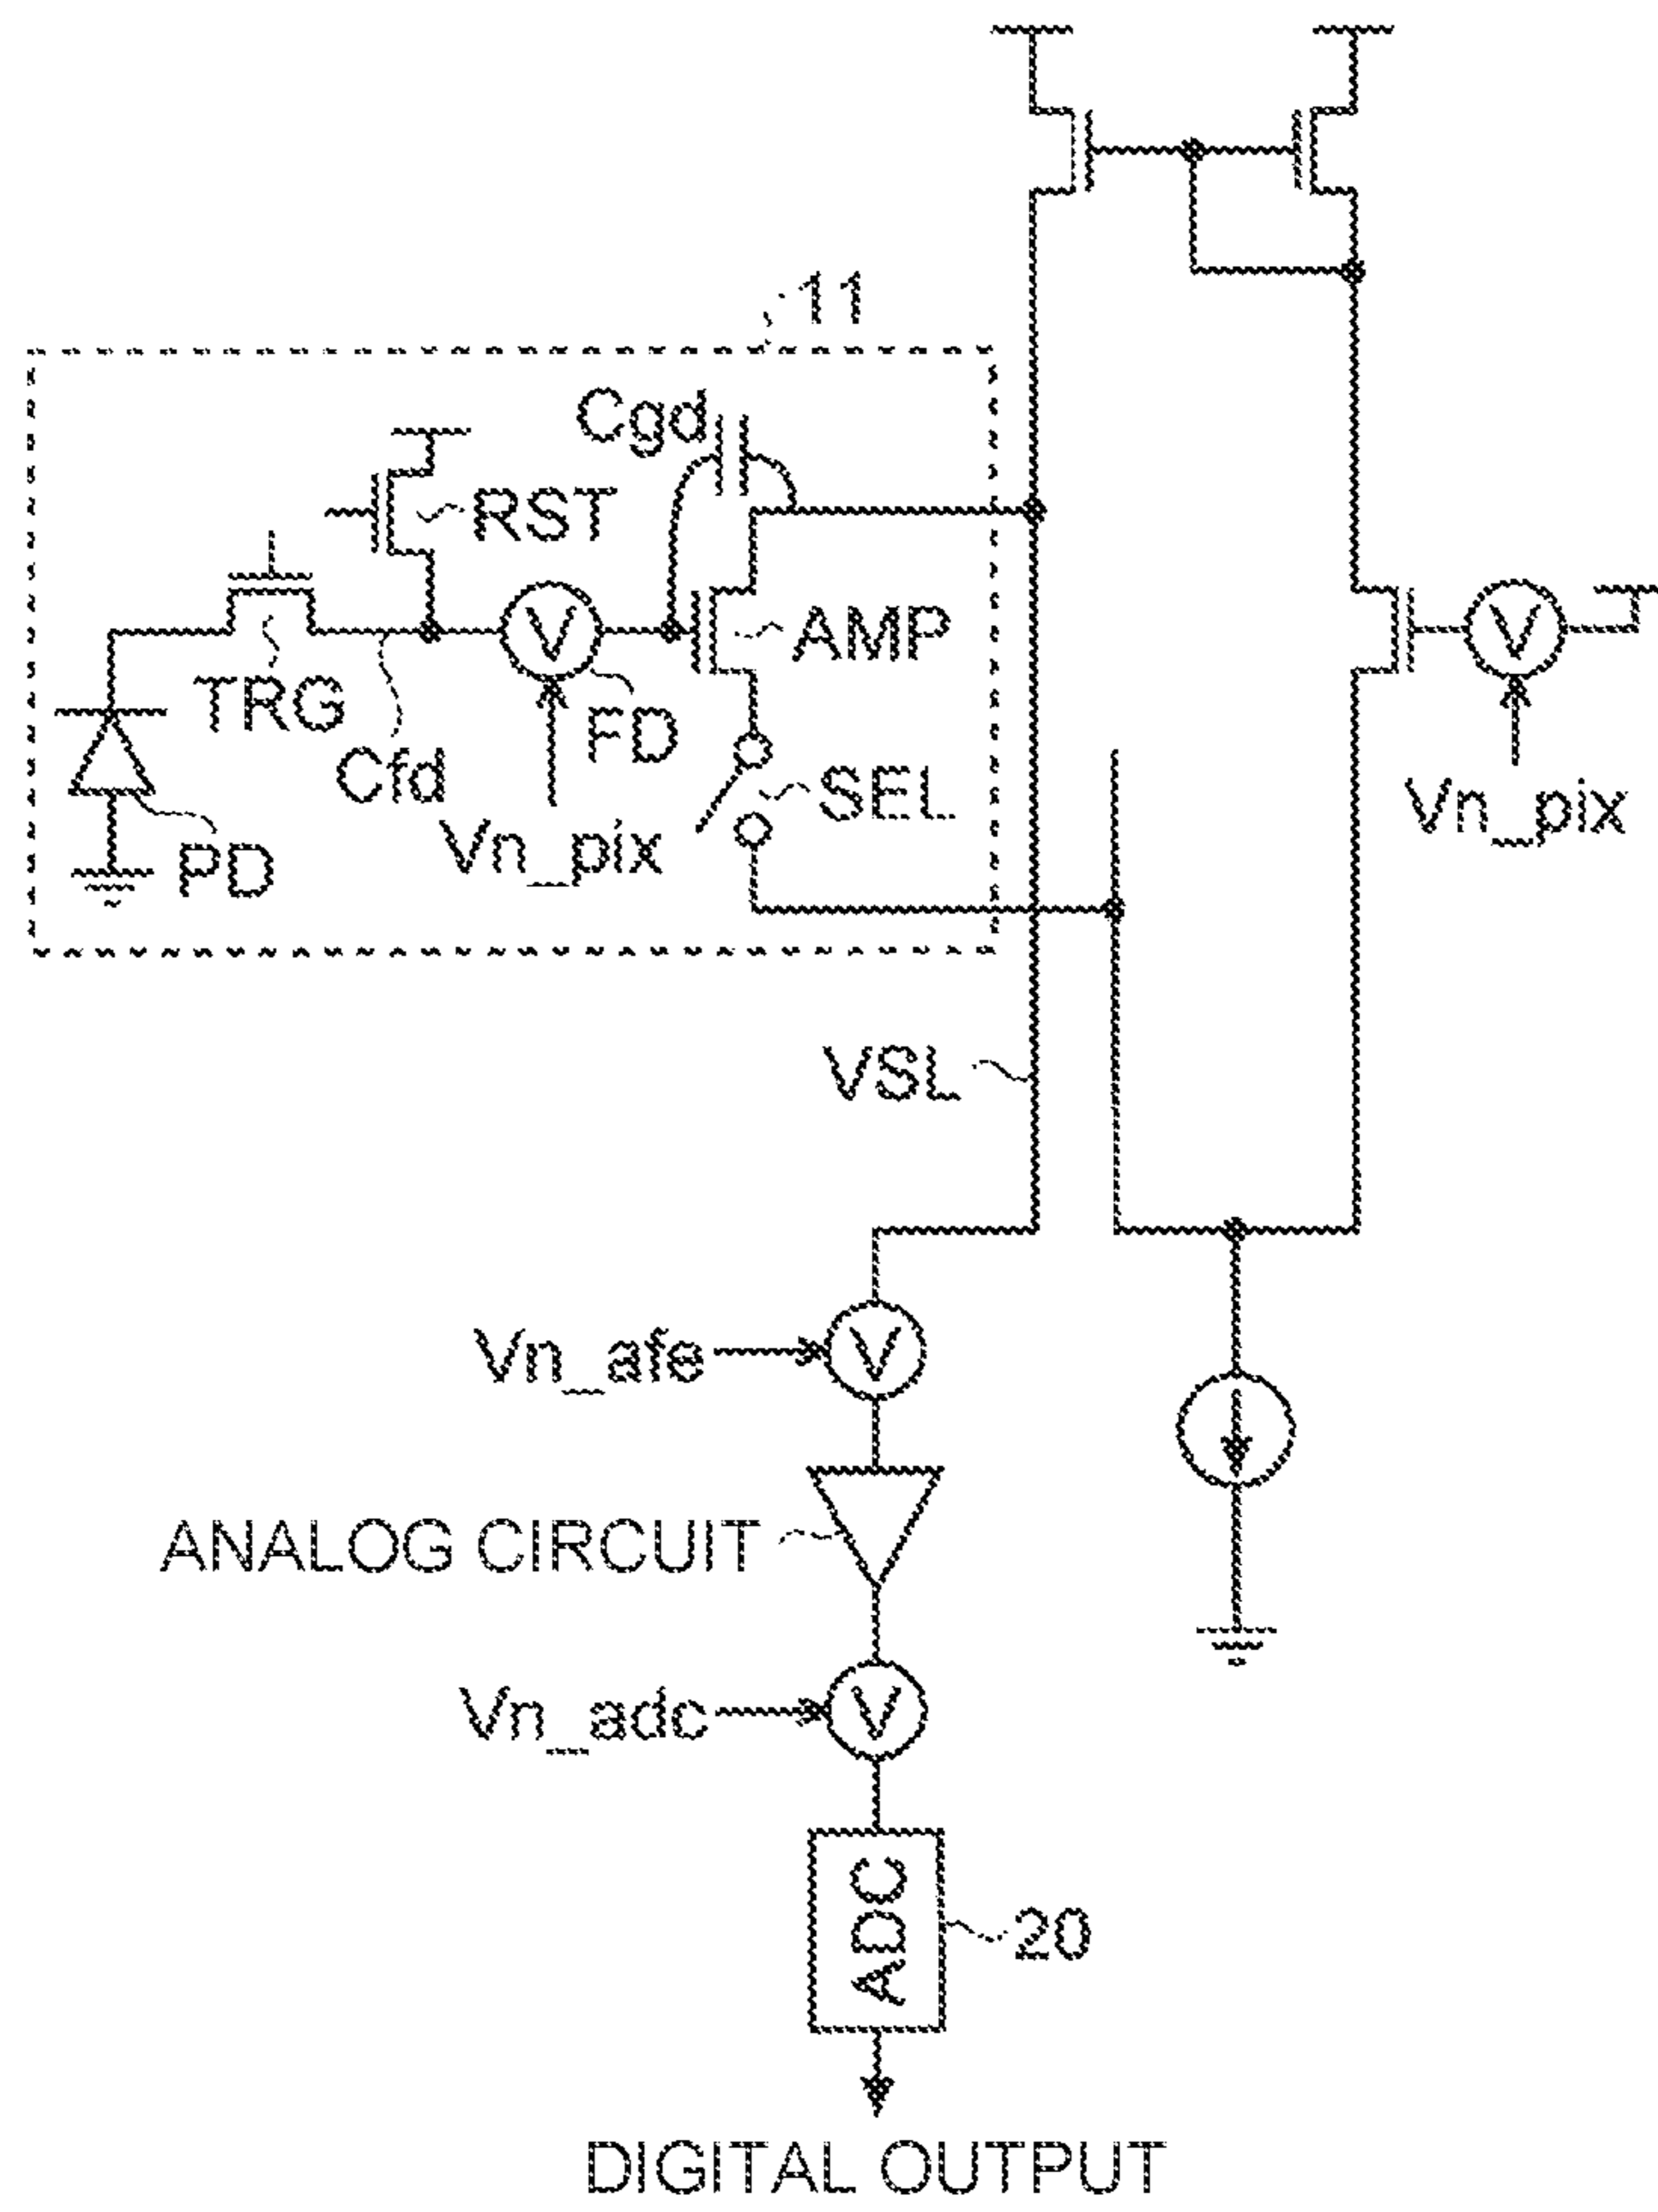 11
Cgd
RST
V
AMP
V
TRG
FD
Cfd
SEL
Vn_pix
Vn_pix
PD
VSL
Vn_afe
V
ANALOG CIRCUIT
Vn_adc
V
ADC
20
DIGITAL OUTPUT